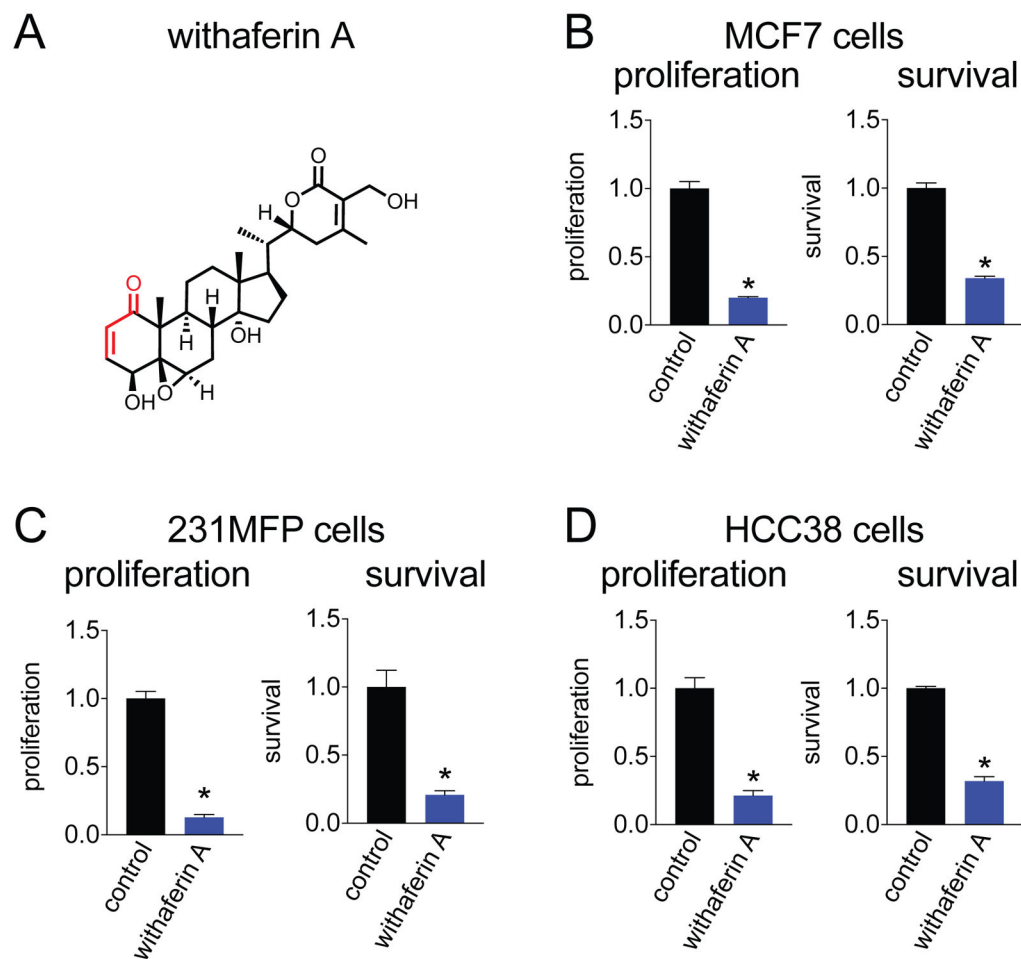 A
withaferin A
O
O
O
H
OH
O
H
H
OH
OH
O
H
B
MCF7 cells
proliferation
survival
proliferation
1.5
1.0
0.5
0.0
*
control
withaferin A
survival
1.5
1.0
0.5
0.0
*
control
withaferin A
C
231MFP cells
proliferation
survival
proliferation
1.5
1.0
0.5
0.0
*
control
withaferin A
survival
1.5
1.0
0.5
0.0
*
control
withaferin A
D
HCC38 cells
proliferation
survival
proliferation
1.5
1.0
0.5
0.0
*
control
withaferin A
survival
1.5
1.0
0.5
0.0
*
control
withaferin A